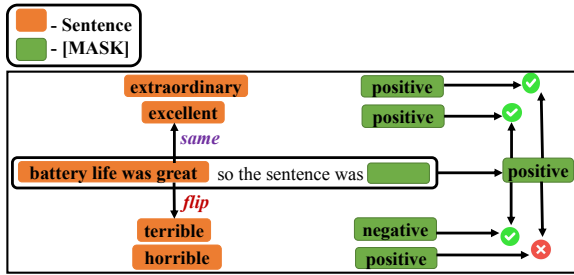 - Sentence
- [MASK]
extraordinary positive
excellent positive
same
battery life was great so the sentence was positive
flip
terrible negative
horrible positive